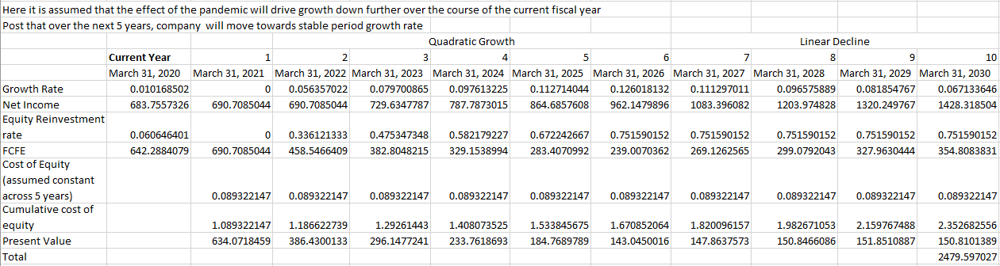 Here it is assumed that the effect of the pandemic will drive growth down further over the course of the current fiscal year
Post that over the next 5 years, company  will move towards stable period growth rate
Quadratic Growth Linear Decline
Current Year 1 2 3 4 5 6 7 8 9 10
March 31, 2020 March 31, 2021 March 31, 2022 March 31, 2023 March 31, 2024 March 31, 2025 March 31, 2026 March 31, 2027 March 31, 2028 March 31, 2029 March 31, 2030
Growth Rate 0.010168502 0 0.056357022 0.079700865 0.097613225 0.112714044 0.126018132 0.111297011 0.096575889 0.081854767 0.067133646
Net Income 683.7557326 690.7085044 690.7085044 729.6347787 787.7873015 864.6857608 962.1479896 1083.396082 1203.974828 1320.249767 1428.318504
Equity Reinvestment
rate 0.060646401 0 0.336121333 0.475347348 0.582179227 0.672242667 0.751590152 0.751590152 0.751590152 0.751590152 0.751590152
FCFE 642.2884079 690.7085044 458.5466409 382.8048215 329.1538994 283.4070992 239.0070362 269.1262565 299.0792043 327.9630444 354.8083831
Cost of Equity
(assumed constant
across 5 years) 0.089322147 0.089322147 0.089322147 0.089322147 0.089322147 0.089322147 0.089322147 0.089322147 0.089322147 0.089322147
Cumulative cost of
equity 1.089322147 1.186622739 1.29261443 1.408073525 1.533845675 1.670852064 1.820096157 1.982671053 2.159767488 2.352682556
Present Value 634.0718459 386.4300133 296.1477241 233.7618693 184.7689789 143.0450016 147.8637573 150.8466086 151.8510887 150.8101389
Total 2479.597027